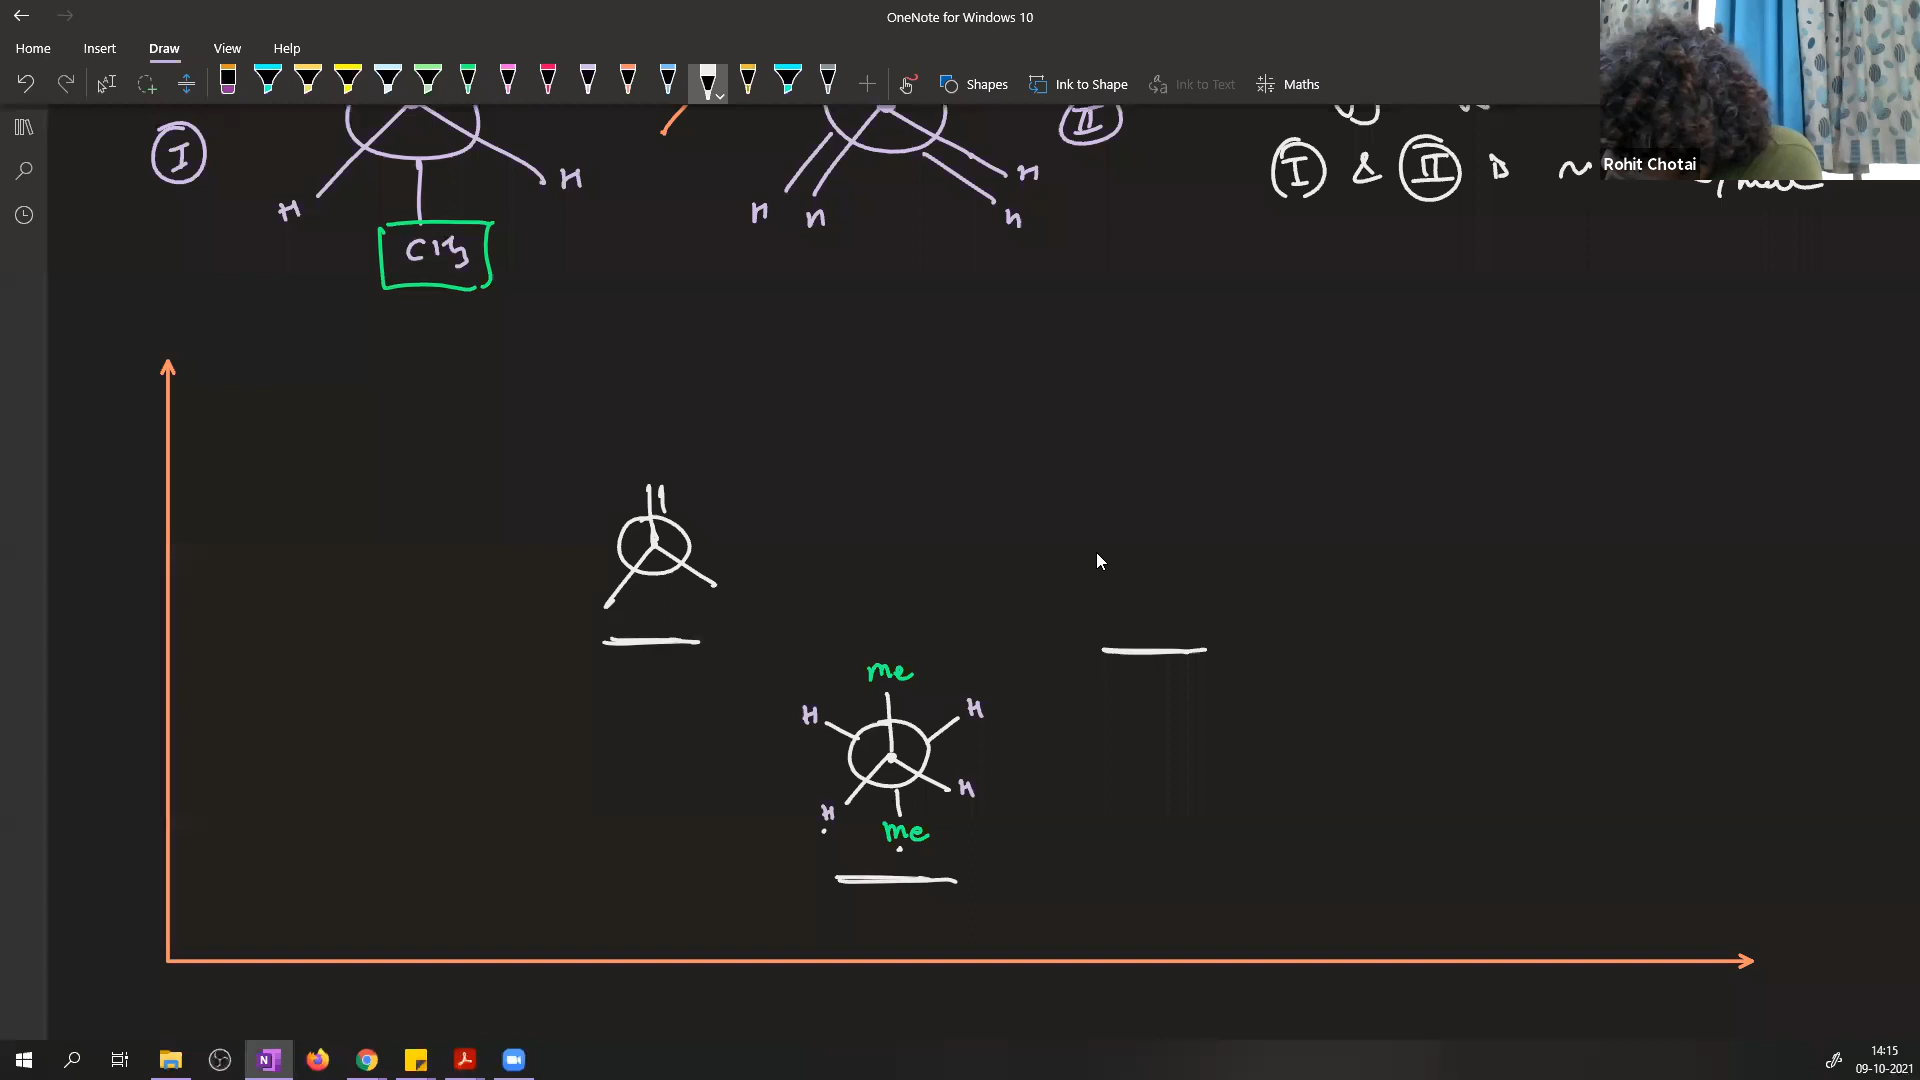 OneNote for Windows 10
Home Insert Draw View Help
Shapes Ink to Shape Ink to Text Maths
Rohit Chotai
I
II
I & II
H
H
CH3
H
H
H
H
me
H
H
H
H
me
14:15
09-10-2021